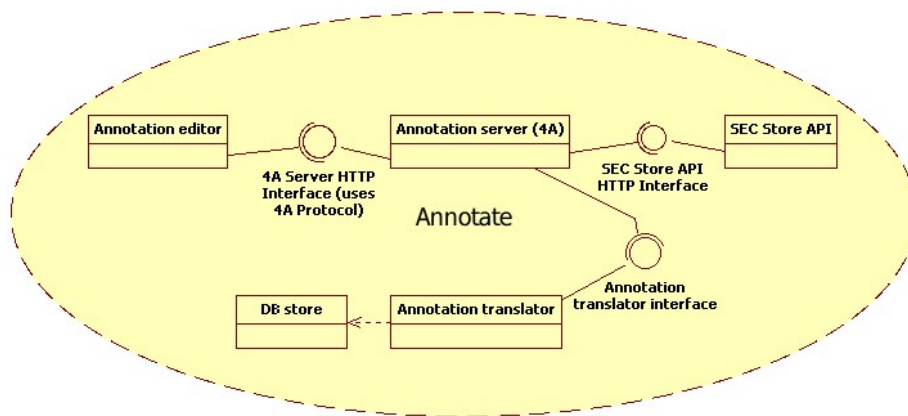 Annotation editor
4A Server HTTP
Interface (uses
4A Protocol)
Annotation server (4A)
SEC Store API
HTTP Interface
SEC Store API
Annotate
Annotation
translator interface
DB store
Annotation translator